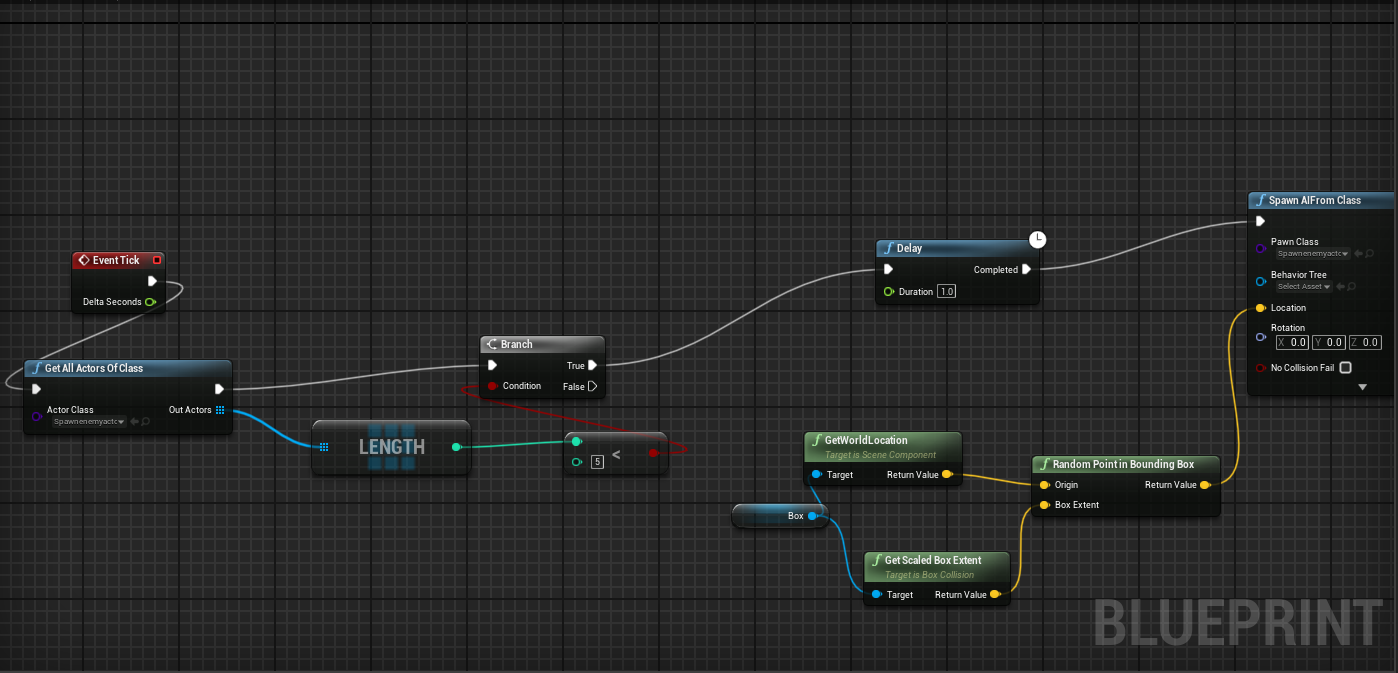 Event Tick
Delta Seconds
Get All Actors Of Class
Actor Class
Out Actors
Spawnenemyactc
LENGTH
Branch
True
Condition
False
5
<
Delay
Completed
Duration 1.0
Box
GetWorldLocation
Target is Scene Component
Target
Return Value
Get Scaled Box Extent
Target is Box Collision
Target
Return Value
Random Point in Bounding Box
Origin
Return Value
Box Extent
Spawn AIFrom Class
Pawn Class
Spawnenemyactc
Behavior Tree
Select Asset
Location
Rotation
X 0.0 Y 0.0 Z 0.0
No Collision Fail
BLUEPRINT